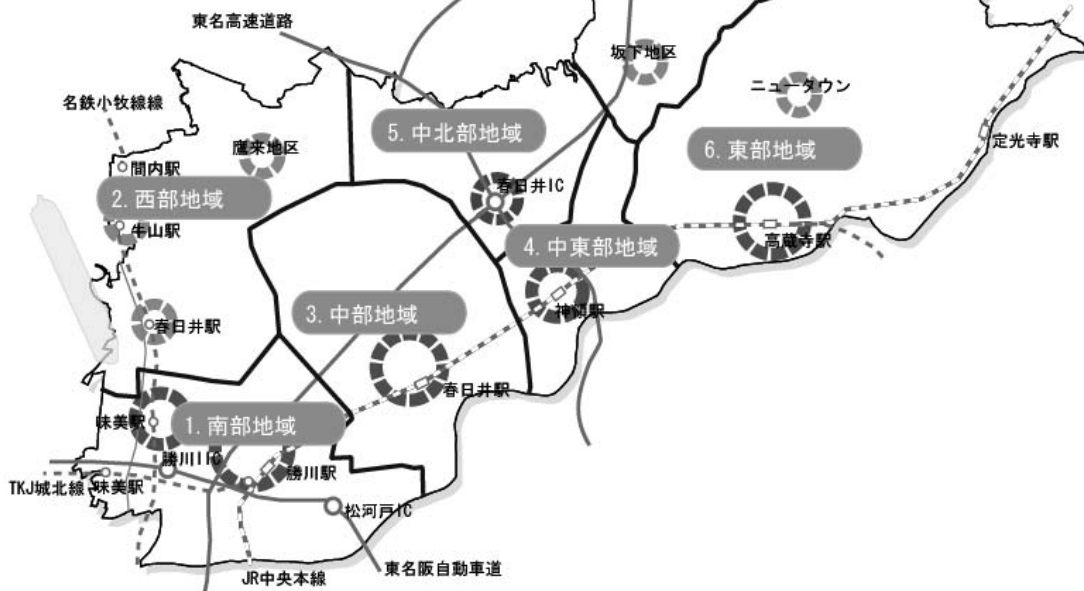 東名高速道路
坂下地区
ニュータウン
名鉄小牧線線
5. 中北部地域
定光寺駅
鷹来地区
6. 東部地域
間内駅
春日井IC
2. 西部地域
牛山駅
高蔵寺駅
4. 中東部地域
神領駅
3. 中部地域
春日井駅
春日井駅
味美駅
1. 南部地域
勝川IC
勝川駅
TKJ城北線
味美駅
松河戸IC
東名阪自動車道
JR中央本線